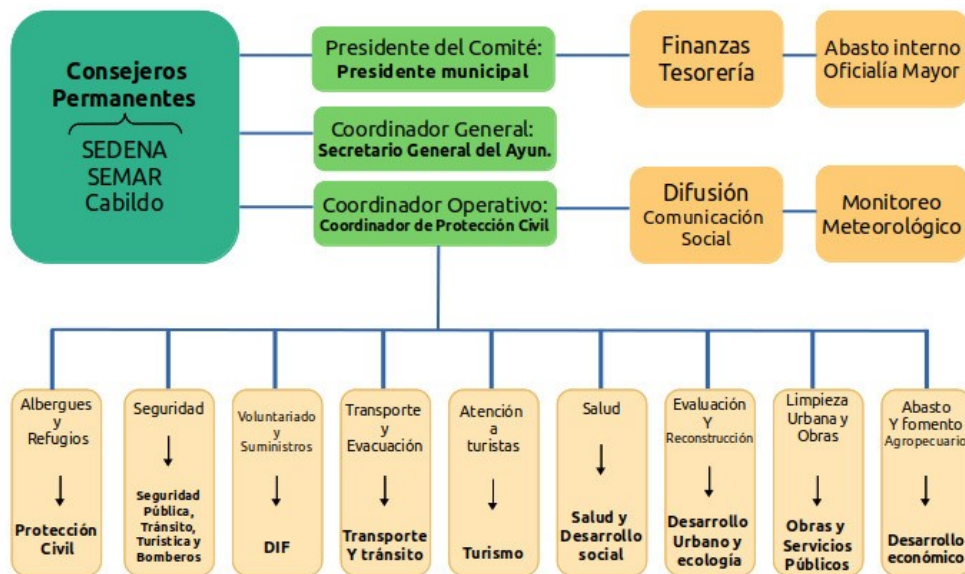 Consejeros
Permanentes
SEDENA
SEMAR
Cabildo
Presidente del Comité:
Presidente municipal
Finanzas
Tesorería
Abasto interno
Oficialía Mayor
Coordinador General:
Secretario General del Ayun.
Coordinador Operativo:
Coordinador de Protección Civil
Difusión
Comunicación
Social
Monitoreo
Meteorológico
Albergues
y
Refugios
Protección
Civil
Seguridad
Seguridad
Pública,
Tránsito,
Turística y
Bomberos
Voluntariado
y
Suministros
DIF
Transporte
y
Evacuación
Transporte
Y tránsito
Atención
a
turistas
Turismo
Salud
Salud y
Desarrollo
social
Evaluación
Y
Reconstrucción
Desarrollo
Urbano y
ecología
Limpieza
Urbana y
Obras
Obras y
Servicios
Públicos
Abasto
Y fomento
Agropecuario
Desarrollo
económico